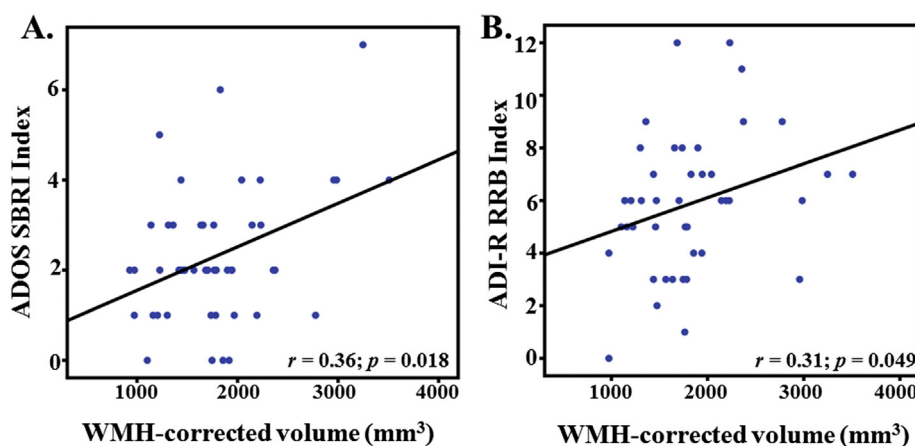 A.
ADOS SBRI Index
6
4
2
0
r = 0.36; p = 0.018
1000 2000 3000 4000
WMH-corrected volume (mm³)
B.
ADI-R RRB Index
12
10
8
6
4
2
0
r = 0.31; p = 0.049
1000 2000 3000 4000
WMH-corrected volume (mm³)